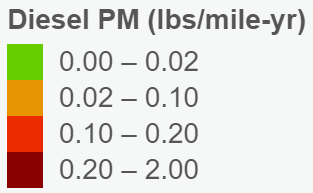 Diesel PM (lbs/mile-yr)
0.00 – 0.02
0.02 – 0.10
0.10 – 0.20
0.20 – 2.00